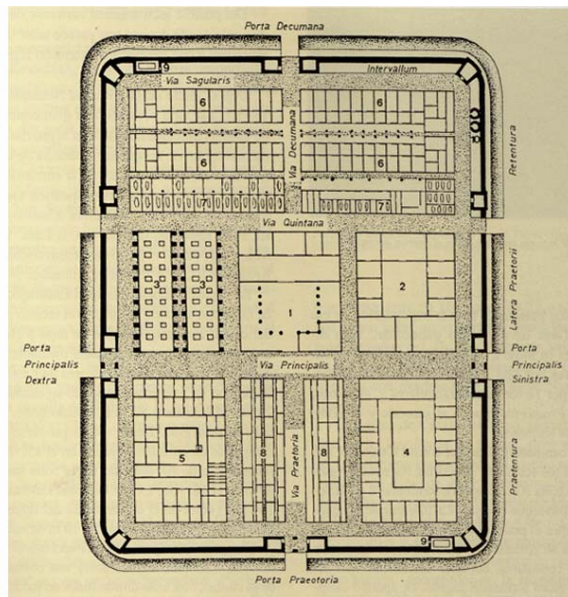 Porta Decumana
9
Via Sagularis
Intervallum
6
6
Via Decumana
6
6
Retentura
7
7
Via Quintana
3
3
1
2
Latera Praetorii
Porta
Principalis
Dextra
Via Principalis
Porta
Principalis
Sinistra
5
8
Via Praetoria
8
4
Praetentura
9
Porta Praetoria